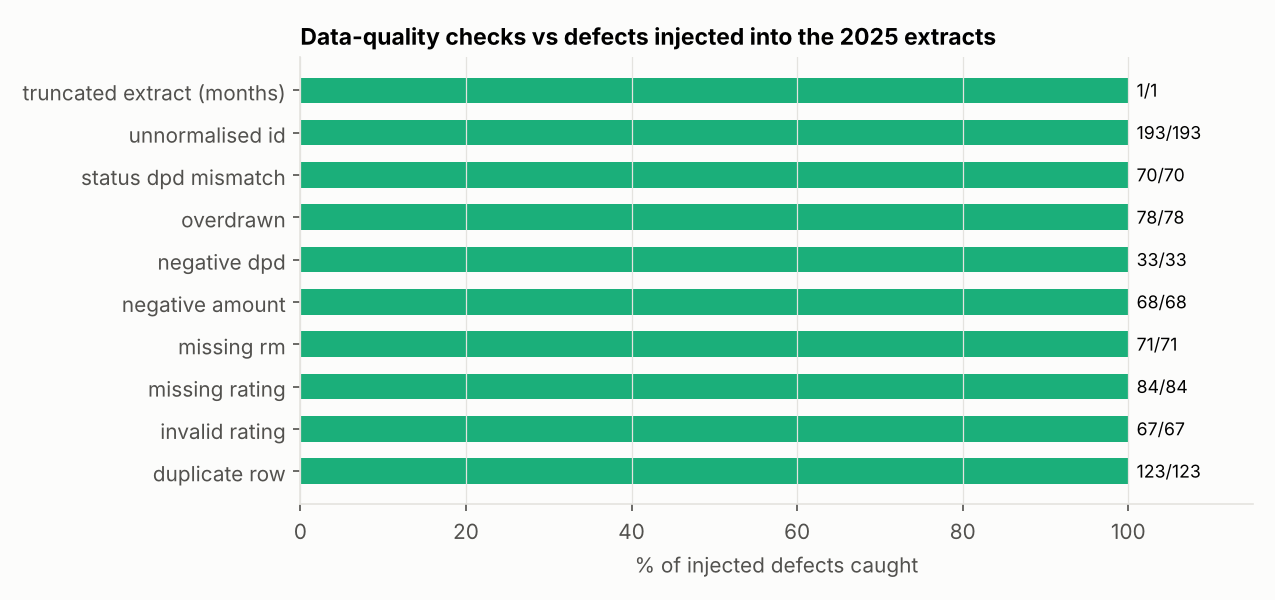 Data-quality checks vs defects injected into the 2025 extracts
truncated extract (months) 1/1
unnormalised id 193/193
status dpd mismatch 70/70
overdrawn 78/78
negative dpd 33/33
negative amount 68/68
missing rm 71/71
missing rating 84/84
invalid rating 67/67
duplicate row 123/123
0 20 40 60 80 100
% of injected defects caught